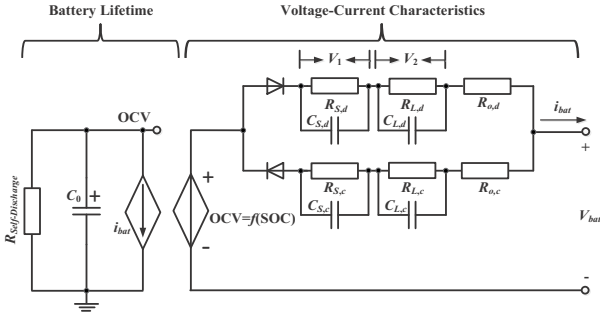 Battery Lifetime
Voltage-Current Characteristics
V1
V2
OCV
RS,d
RL,d
Ro,d
CS,d
CL,d
ibat
+
C0
+
RSelf-Discharge
ibat
+
OCV=f(SOC)
-
RS,c
RL,c
Ro,c
CS,c
CL,c
Vbat
-